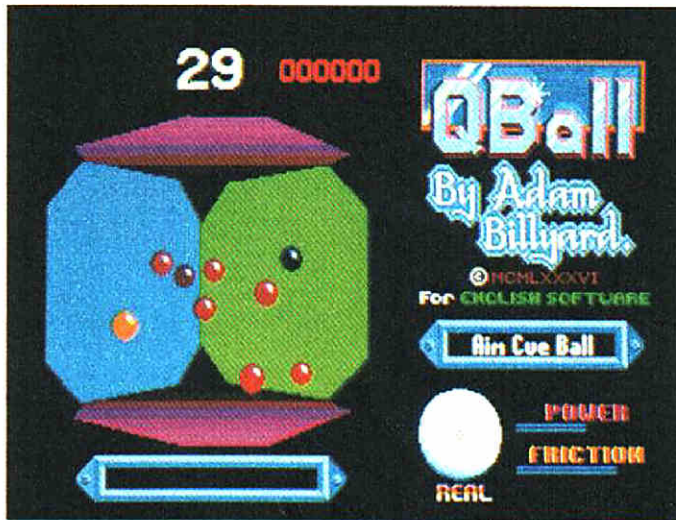 29 000000
QBall
By Adam
Billyard.
© MCMLXXXVI
For ENGLISH SOFTWARE
Aim Cue Ball
POWER
FRICTION
REAL